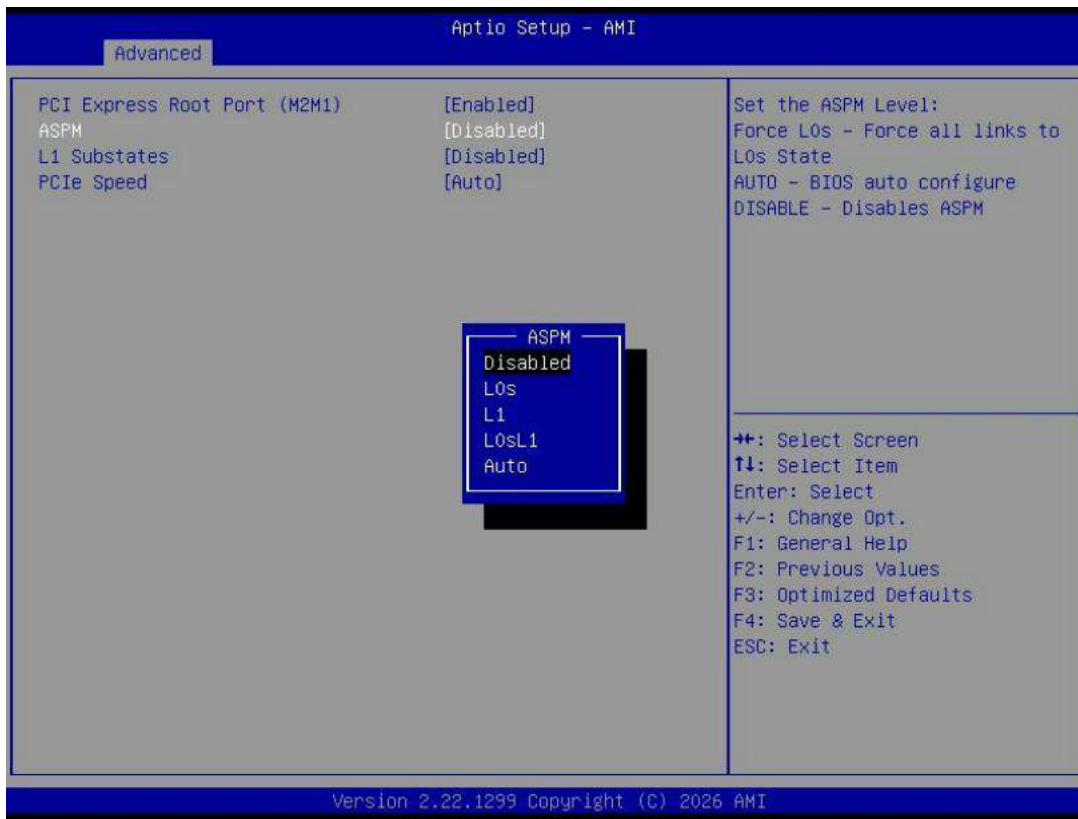 Aptio Setup - AMI
Advanced
PCI Express Root Port (M2M1) [Enabled]
ASPM [Disabled]
L1 Substates [Disabled]
PCIe Speed [Auto]
Set the ASPM Level:
Force L0s - Force all links to
L0s State
AUTO - BIOS auto configure
DISABLE - Disables ASPM
ASPM
Disabled
L0s
L1
L0sL1
Auto
→←: Select Screen
↑↓: Select Item
Enter: Select
+/-: Change Opt.
F1: General Help
F2: Previous Values
F3: Optimized Defaults
F4: Save & Exit
ESC: Exit
Version 2.22.1299 Copyright (C) 2026 AMI